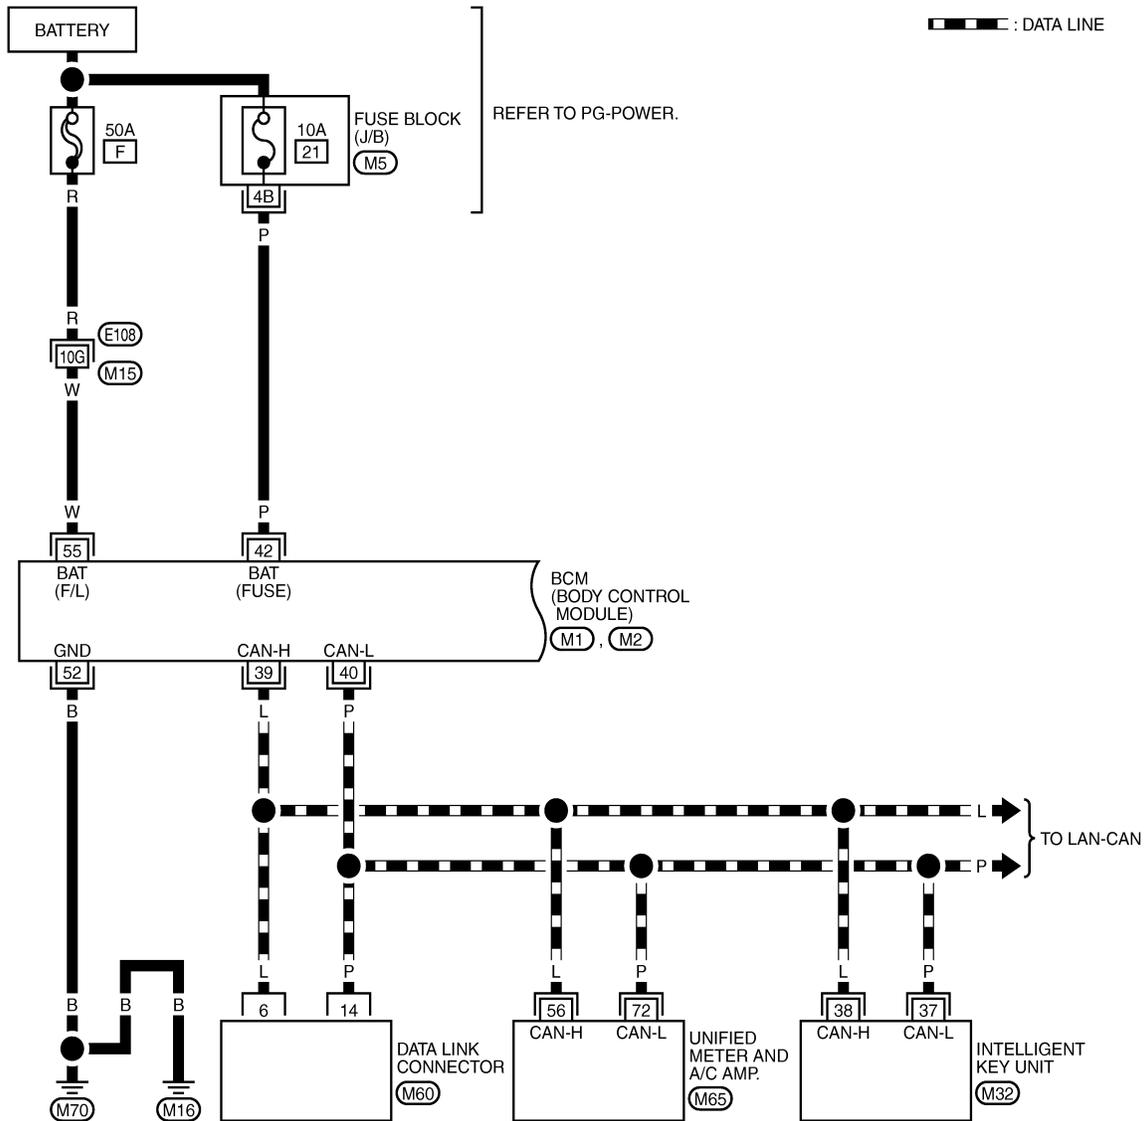 BATTERY
: DATA LINE
50A
F
10A
21
FUSE BLOCK
(J/B)
M5
REFER TO PG-POWER.
4B
R
P
R
E108
10G
M15
W
W
P
55
42
BAT
(F/L)
BAT
(FUSE)
BCM
(BODY CONTROL
MODULE)
M1 , M2
GND
CAN-H
CAN-L
52
39
40
B
L
P
L
P
TO LAN-CAN
L
P
L
P
L
P
B
B
B
6
14
56
72
38
37
CAN-H
CAN-L
CAN-H
CAN-L
DATA LINK
CONNECTOR
M60
UNIFIED
METER AND
A/C AMP.
M65
INTELLIGENT
KEY UNIT
M32
M70
M16